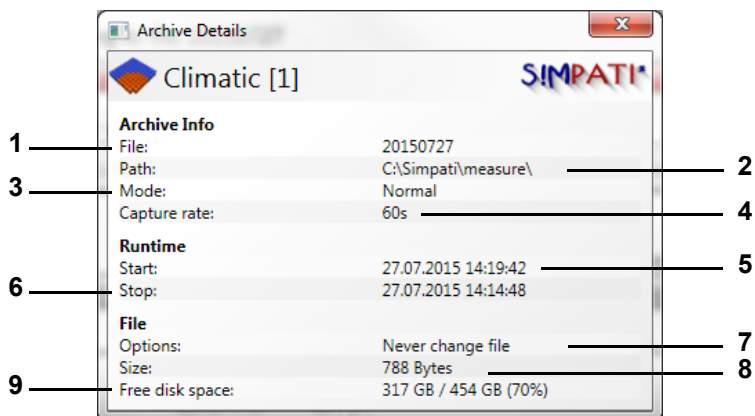 Archive Details
x
Climatic [1] S!MPATI*
Archive Info
1 File: 20150727
Path: C:\Simpati\measure\ 2
3 Mode: Normal
Capture rate: 60s 4
Runtime
Start: 27.07.2015 14:19:42 5
6 Stop: 27.07.2015 14:14:48
File
Options: Never change file 7
Size: 788 Bytes 8
9 Free disk space: 317 GB / 454 GB (70%)